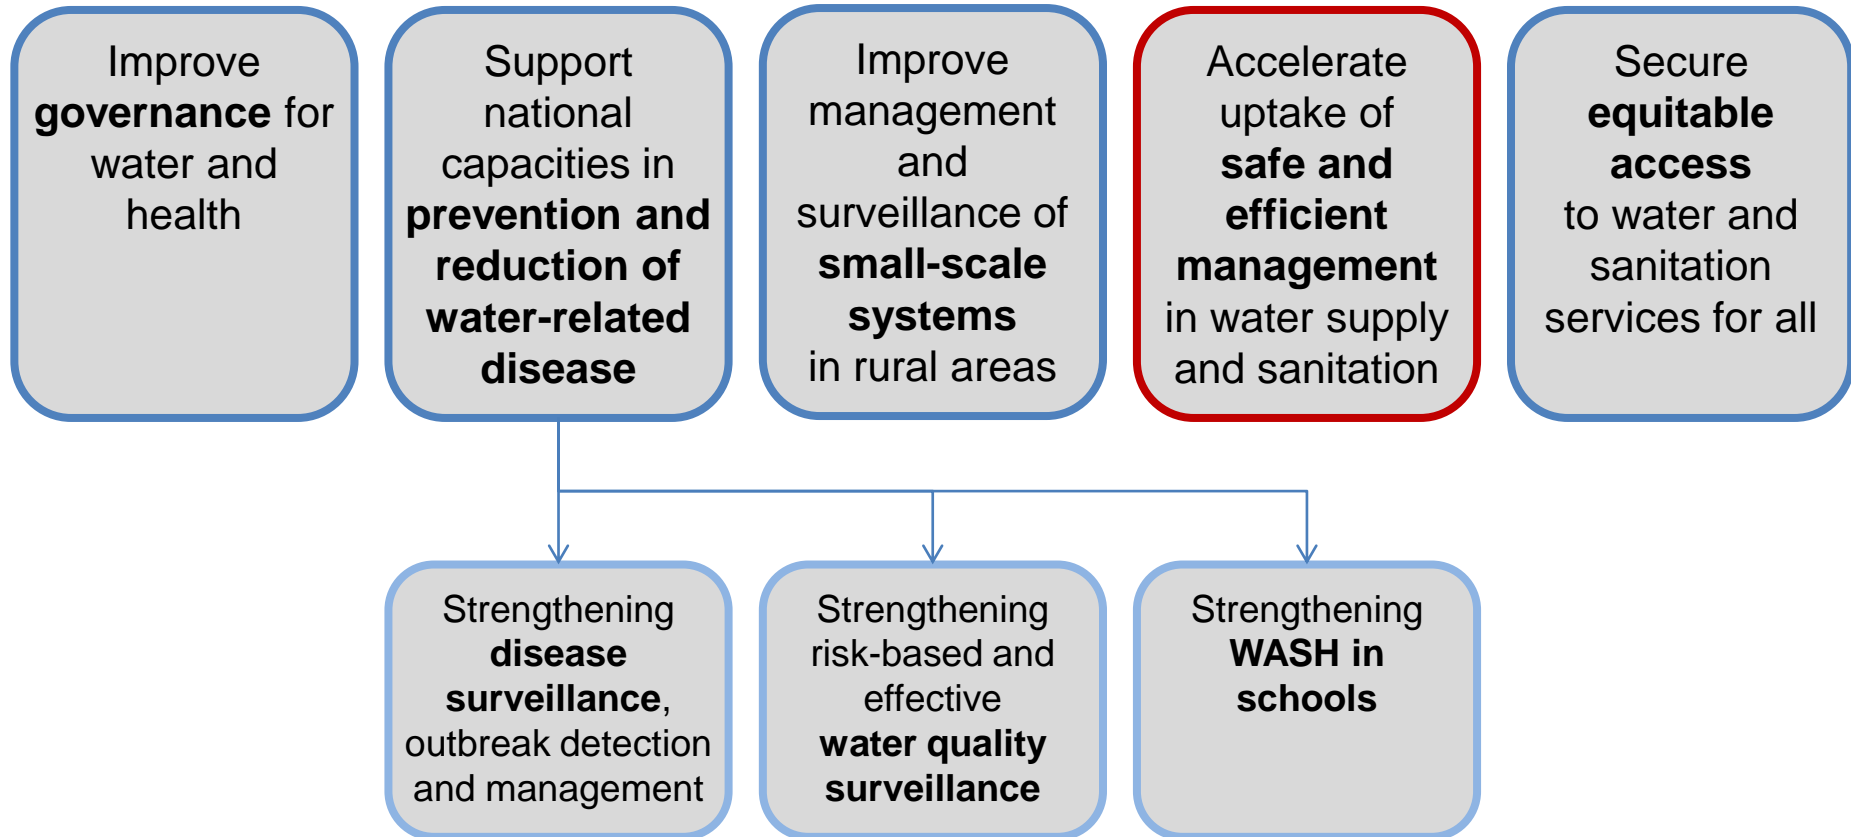 Improve
governance for
water and
health
Support
national
capacities in
prevention and
reduction of
water-related
disease
Improve
management
and
surveillance of
small-scale
systems
in rural areas
Accelerate
uptake of
safe and
efficient
management
in water supply
and sanitation
Secure
equitable
access
to water and
sanitation
services for all
Strengthening
disease
surveillance,
outbreak detection
and management
Strengthening
risk-based and
effective
water quality
surveillance
Strengthening
WASH in
schools